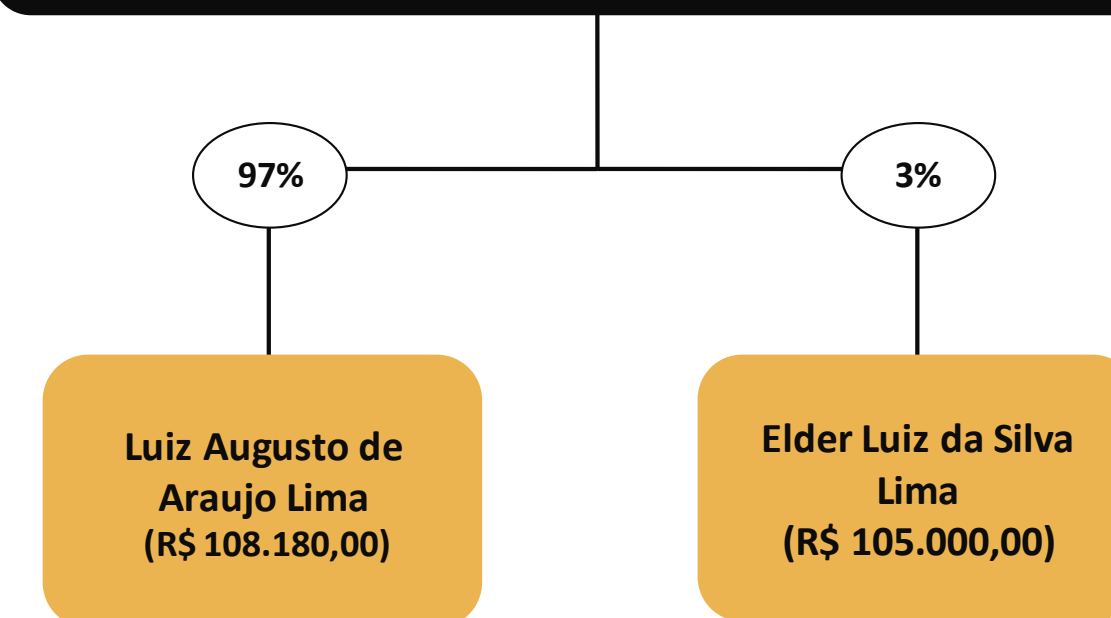 97%
3%
Luiz Augusto de
Araujo Lima
(R$ 108.180,00)
Elder Luiz da Silva
Lima
(R$ 105.000,00)